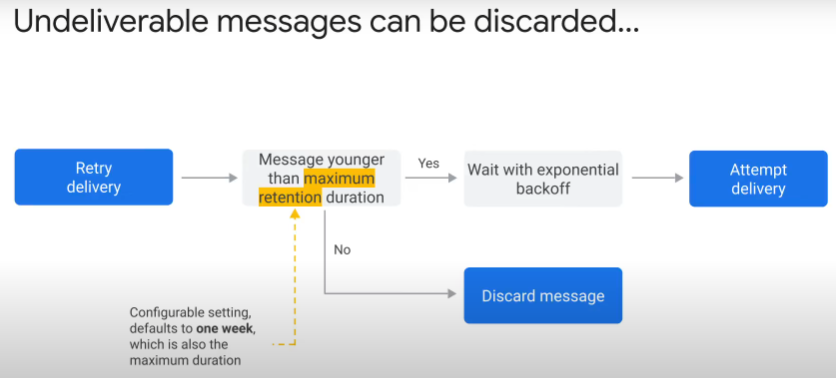 Undeliverable messages can be discarded...
Retry
delivery
Message younger
than maximum
retention duration
Yes
Wait with exponential
backoff
Attempt
delivery
No
Discard message
Configurable setting,
defaults to one week,
which is also the
maximum duration